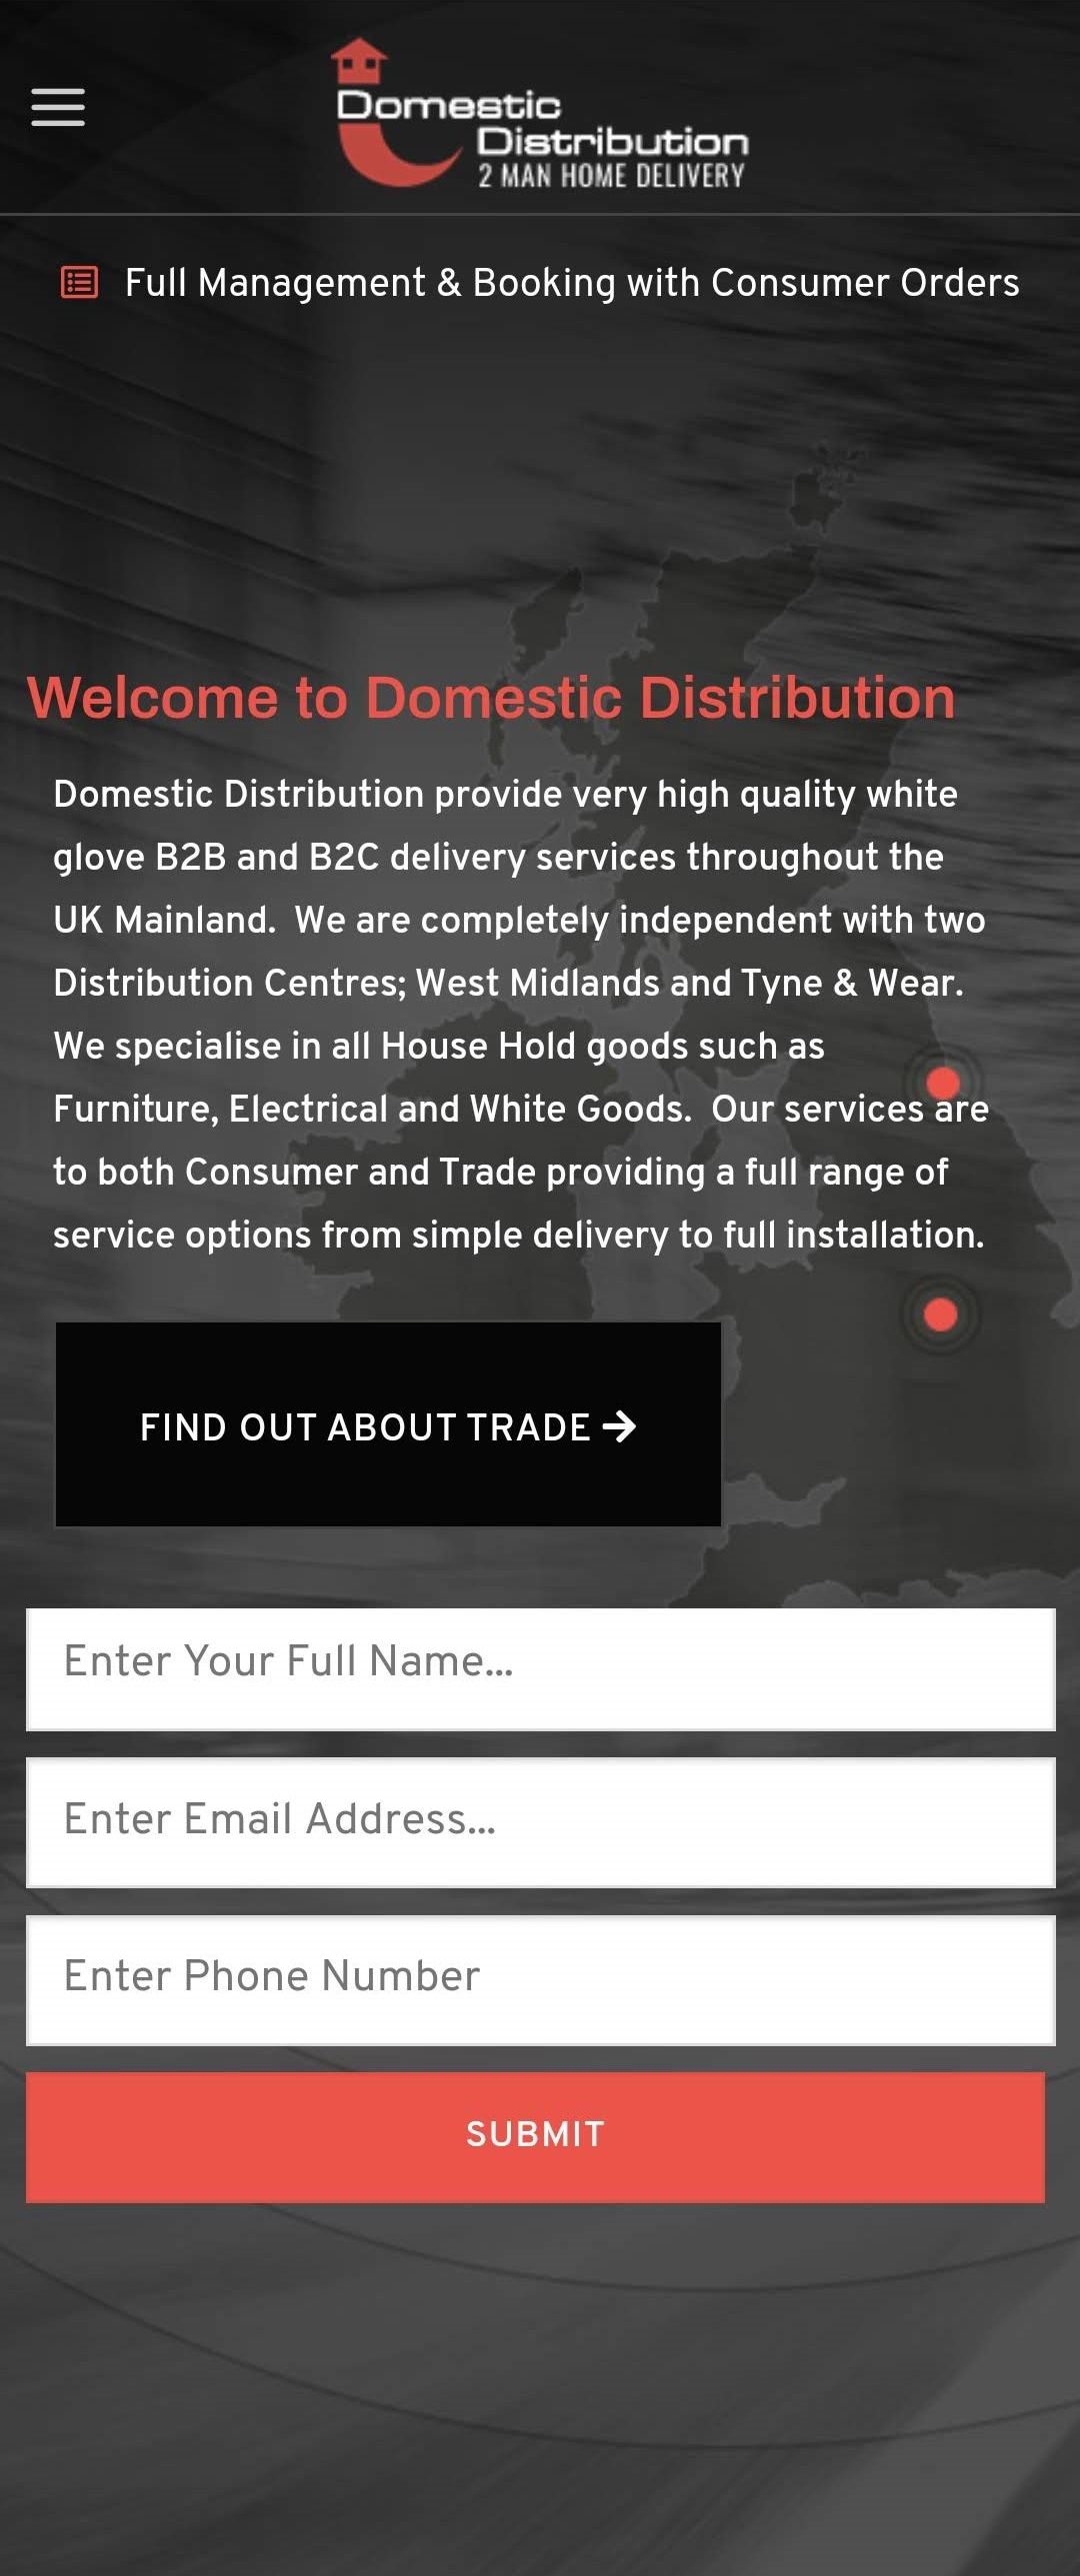 Domestic
Distribution
2 MAN HOME DELIVERY
Full Management & Booking with Consumer Orders
Welcome to Domestic Distribution
Domestic Distribution provide very high quality white
glove B2B and B2C delivery services throughout the
UK Mainland.  We are completely independent with two
Distribution Centres; West Midlands and Tyne & Wear.
We specialise in all House Hold goods such as
Furniture, Electrical and White Goods.  Our services are
to both Consumer and Trade providing a full range of
service options from simple delivery to full installation.
FIND OUT ABOUT TRADE
Enter Your Full Name...
Enter Email Address...
Enter Phone Number
SUBMIT